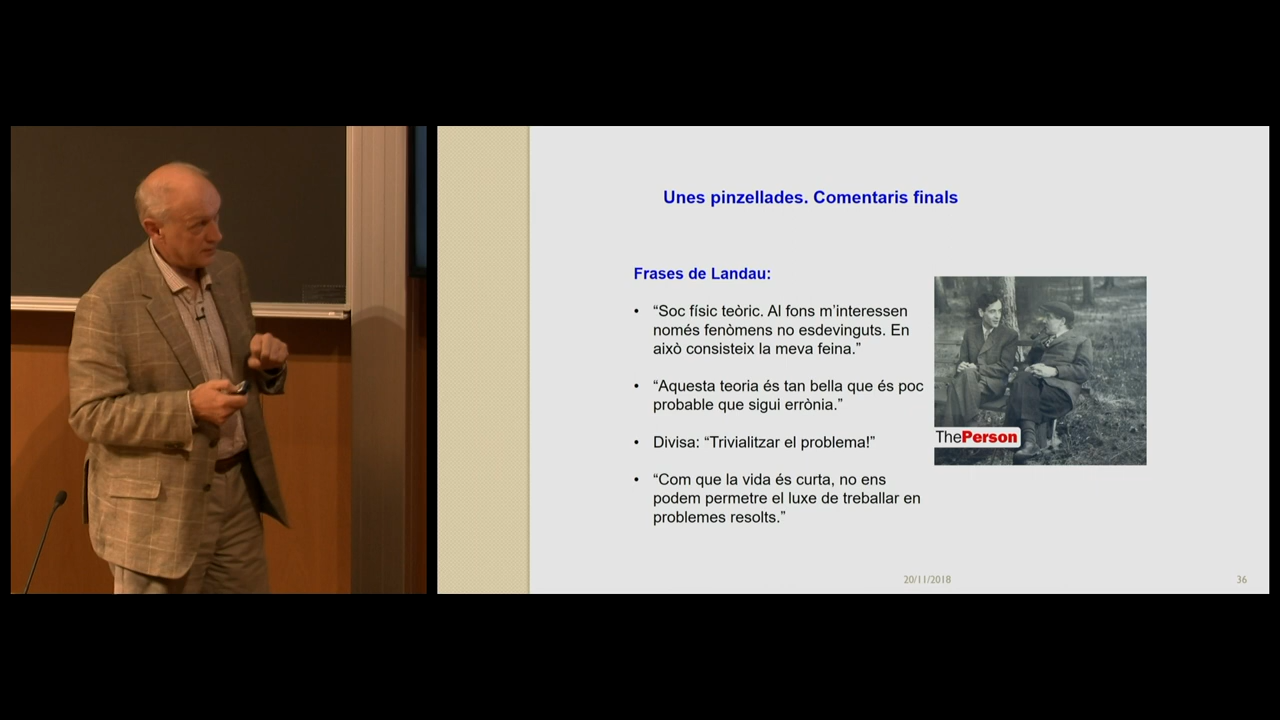 Unes pinzellades. Comentaris finals
Frases de Landau:
• “Soc físic teòric. Al fons m’interessen
només fenòmens no esdevinguts. En
això consisteix la meva feina.”
• “Aquesta teoria és tan bella que és poc
probable que sigui errònia.”
• Divisa: “Trivialitzar el problema!”
• “Com que la vida és curta, no ens
podem permetre el luxe de treballar en
problemes resolts.”
ThePerson
20/11/2018
36